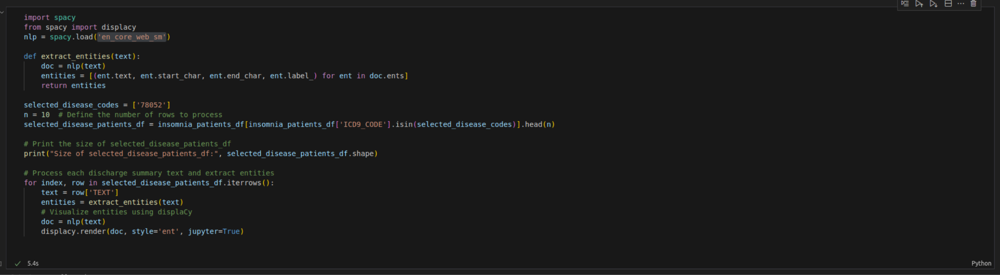 import spacy
from spacy import displacy
nlp = spacy.load('en_core_web_sm')
def extract_entities(text):
    doc = nlp(text)
    entities = [(ent.text, ent.start_char, ent.end_char, ent.label_) for ent in doc.ents]
    return entities
selected_disease_codes = ['78052']
n = 10  # Define the number of rows to process
selected_disease_patients_df = insomnia_patients_df[insomnia_patients_df['ICD9_CODE'].isin(selected_disease_codes)].head(n)
# Print the size of selected_disease_patients_df
print("Size of selected_disease_patients_df:", selected_disease_patients_df.shape)
# Process each discharge summary text and extract entities
for index, row in selected_disease_patients_df.iterrows():
    text = row['TEXT']
    entities = extract_entities(text)
    # Visualize entities using displaCy
    doc = nlp(text)
    displacy.render(doc, style='ent', jupyter=True)
5.4s
Python